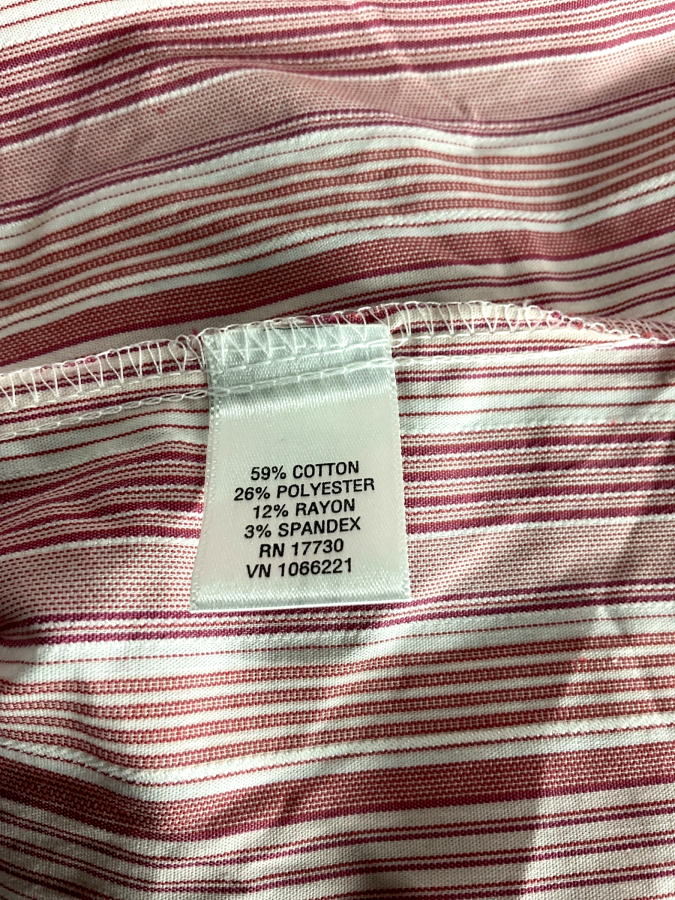 59% COTTON
26% POLYESTER
12% RAYON
3% SPANDEX
RN 17730
VN 1066221